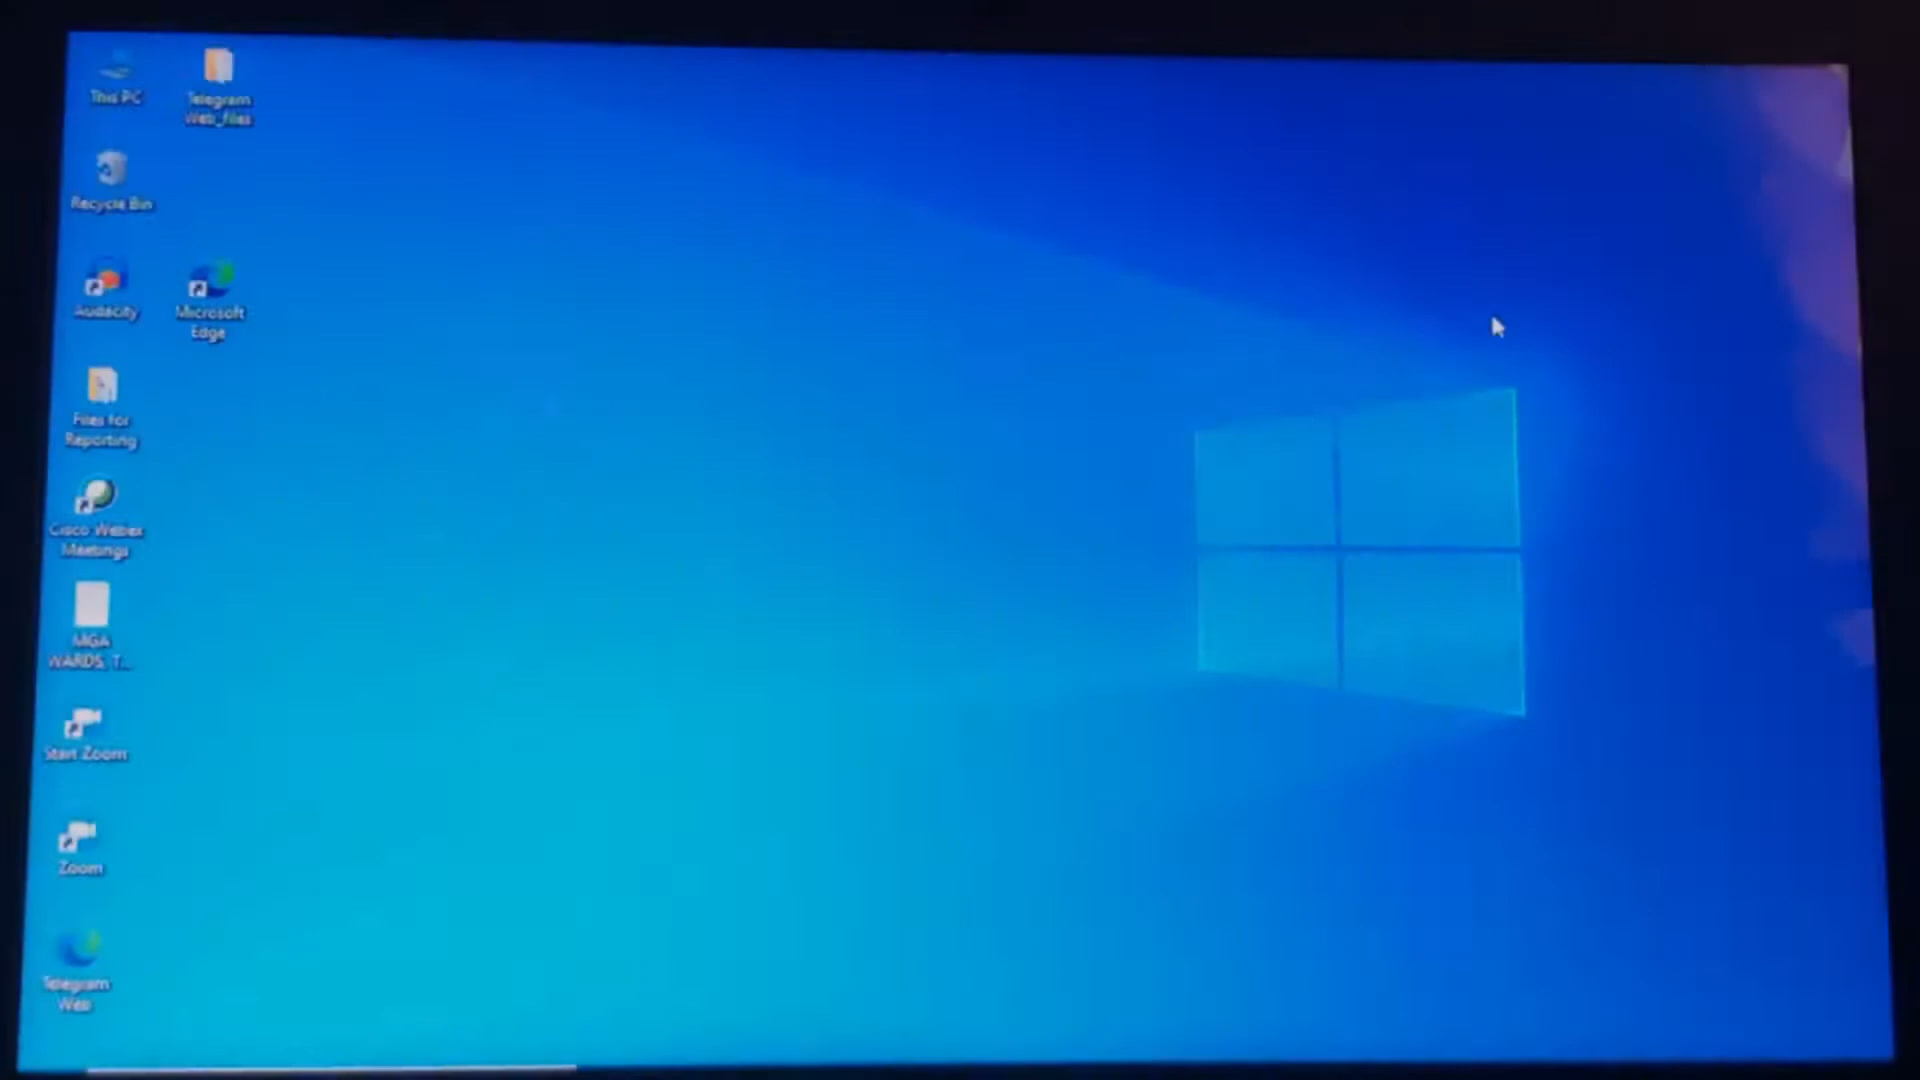 This PC
Telegram
Web_files
Recycle Bin
Audacity
Microsoft
Edge
Files for
Reporting
Cisco Webex
Meetings
MGA
WARDS, T...
Start Zoom
Zoom
Telegram
Web